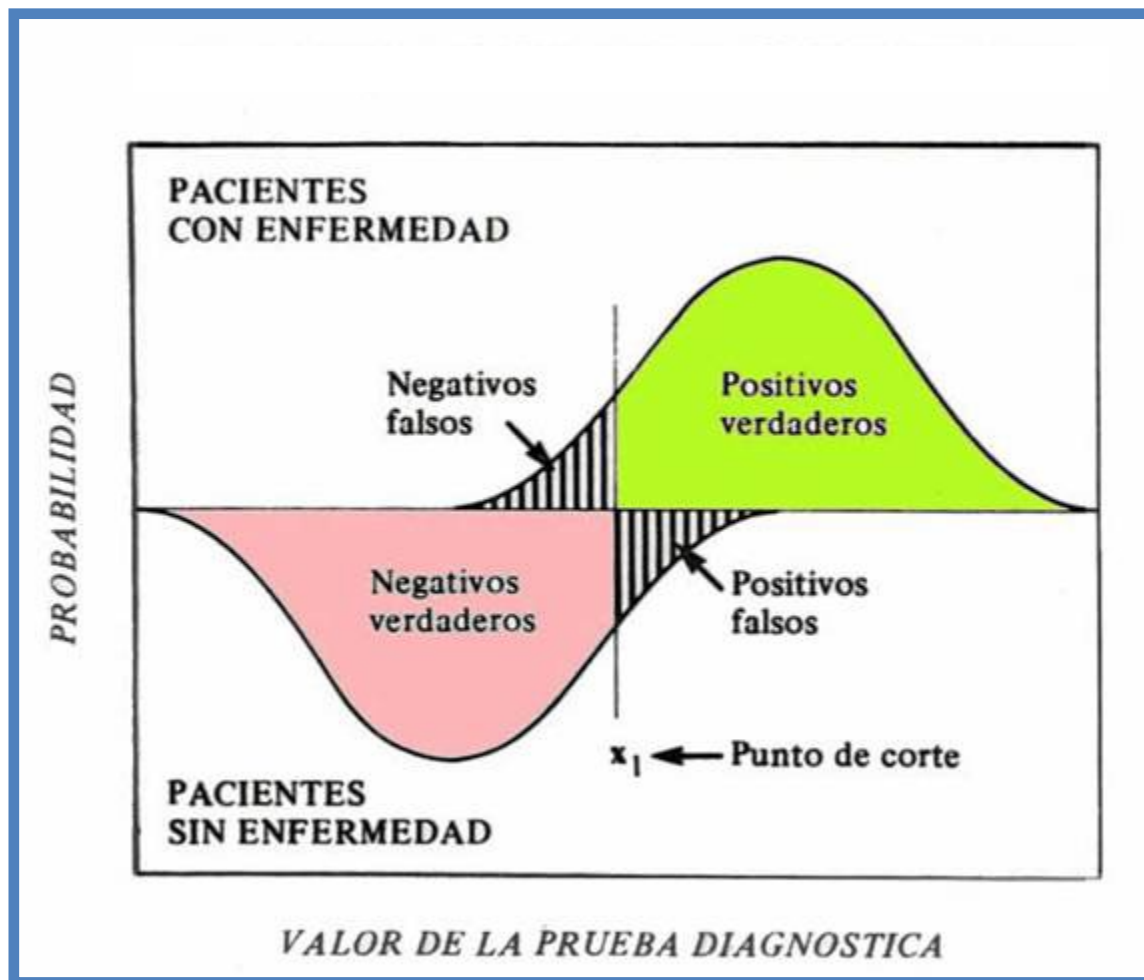 PACIENTES
CON ENFERMEDAD
Negativos
falsos
Positivos
verdaderos
PROBABILIDAD
Negativos
verdaderos
Positivos
falsos
x1 Punto de corte
PACIENTES
SIN ENFERMEDAD
VALOR DE LA PRUEBA DIAGNOSTICA